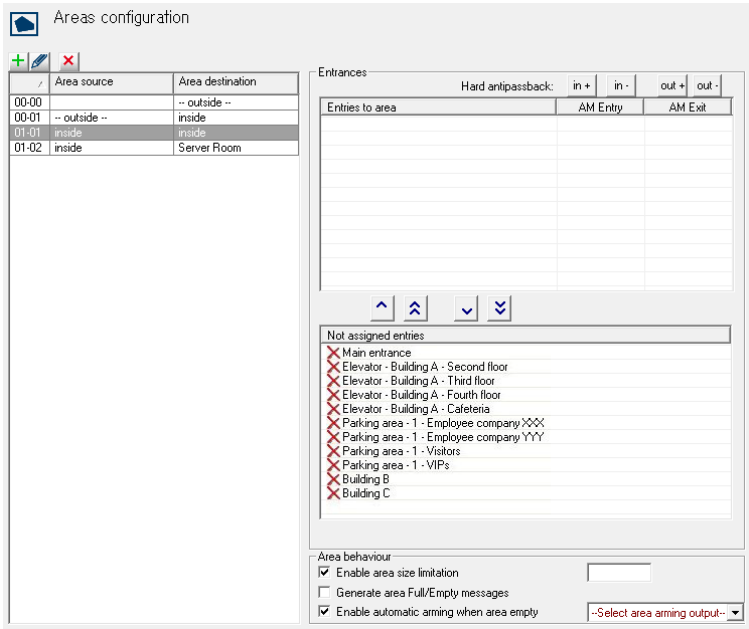 Areas configuration
Area source Area destination
00-00 -- outside --
00-01 -- outside -- inside
01-01 inside inside
01-02 inside Server Room
Entrances
Hard antipassback: in + in - out + out -
Entries to area AM Entry AM Exit
Not assigned entries
Main entrance
Elevator - Building A - Second floor
Elevator - Building A - Third floor
Elevator - Building A - Fourth floor
Elevator - Building A - Cafeteria
Parking area - 1 - Employee company XXX
Parking area - 1 - Employee company YYY
Parking area - 1 - Visitors
Parking area - 1 - VIPs
Building B
Building C
Area behaviour
Enable area size limitation
Generate area Full/Empty messages
Enable automatic arming when area empty --Select area arming output--